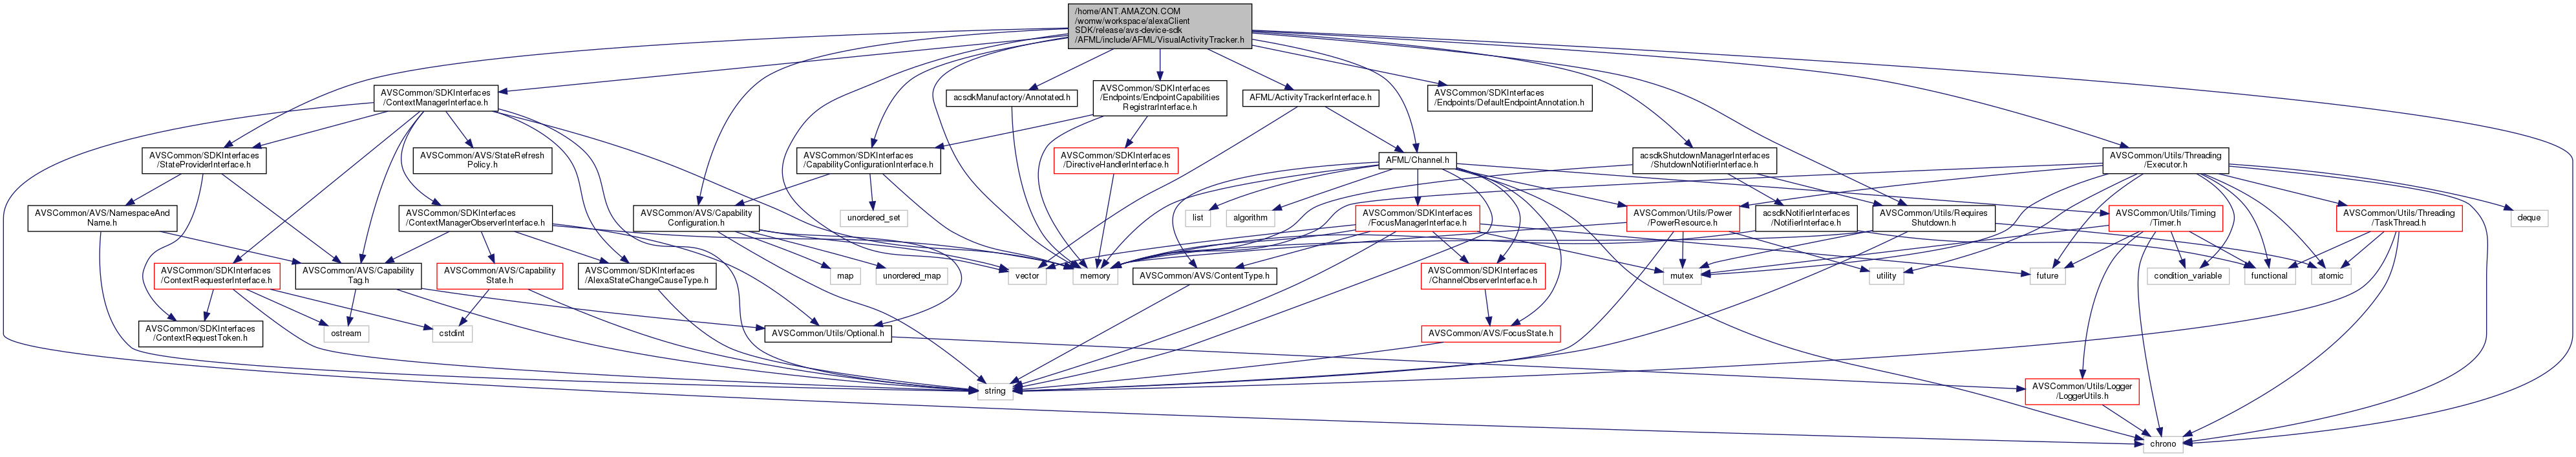 /home/ANT.AMAZON.COM
/womw/workspace/alexaClient
SDK/release/avs-device-sdk
/AFML/include/AFML/VisualActivityTracker.h
AVSCommon/SDKInterfaces
/ContextManagerInterface.h
acsdkManufactory/Annotated.h
AVSCommon/SDKInterfaces
/Endpoints/EndpointCapabilities
RegistrarInterface.h
AFML/ActivityTrackerInterface.h
AVSCommon/SDKInterfaces
/Endpoints/DefaultEndpointAnnotation.h
AVSCommon/SDKInterfaces
/StateProviderInterface.h
AVSCommon/AVS/StateRefresh
Policy.h
AVSCommon/SDKInterfaces
/CapabilityConfigurationInterface.h
AVSCommon/SDKInterfaces
/DirectiveHandlerInterface.h
AFML/Channel.h
acsdkShutdownManagerInterfaces
/ShutdownNotifierInterface.h
AVSCommon/Utils/Threading
/Executor.h
AVSCommon/AVS/NamespaceAnd
Name.h
AVSCommon/SDKInterfaces
/ContextManagerObserverInterface.h
AVSCommon/AVS/Capability
Configuration.h
unordered_set
list
algorithm
AVSCommon/SDKInterfaces
/FocusManagerInterface.h
AVSCommon/Utils/Power
/PowerResource.h
acsdkNotifierInterfaces
/NotifierInterface.h
AVSCommon/Utils/Requires
Shutdown.h
AVSCommon/Utils/Timing
/Timer.h
AVSCommon/Utils/Threading
/TaskThread.h
deque
AVSCommon/SDKInterfaces
/ContextRequesterInterface.h
AVSCommon/AVS/Capability
Tag.h
AVSCommon/AVS/Capability
State.h
AVSCommon/SDKInterfaces
/AlexaStateChangeCauseType.h
map
unordered_map
vector
memory
AVSCommon/AVS/ContentType.h
AVSCommon/SDKInterfaces
/ChannelObserverInterface.h
mutex
utility
future
condition_variable
functional
atomic
AVSCommon/SDKInterfaces
/ContextRequestToken.h
ostream
cstdint
AVSCommon/Utils/Optional.h
AVSCommon/AVS/FocusState.h
string
AVSCommon/Utils/Logger
/LoggerUtils.h
chrono